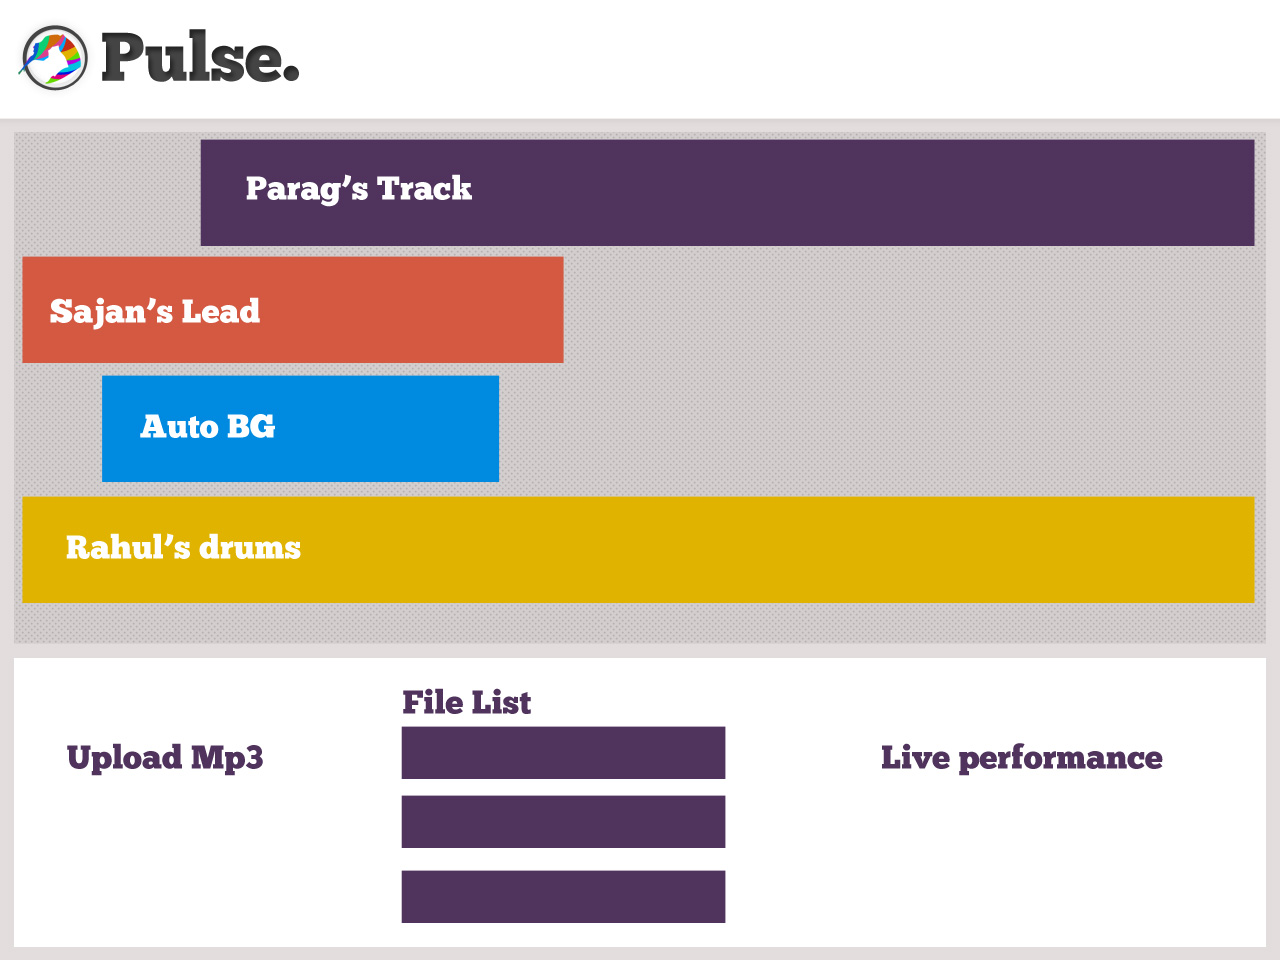 Pulse.
Parag’s Track
Sajan’s Lead
Auto BG
Rahul’s drums
File List
Upload Mp3
Live performance